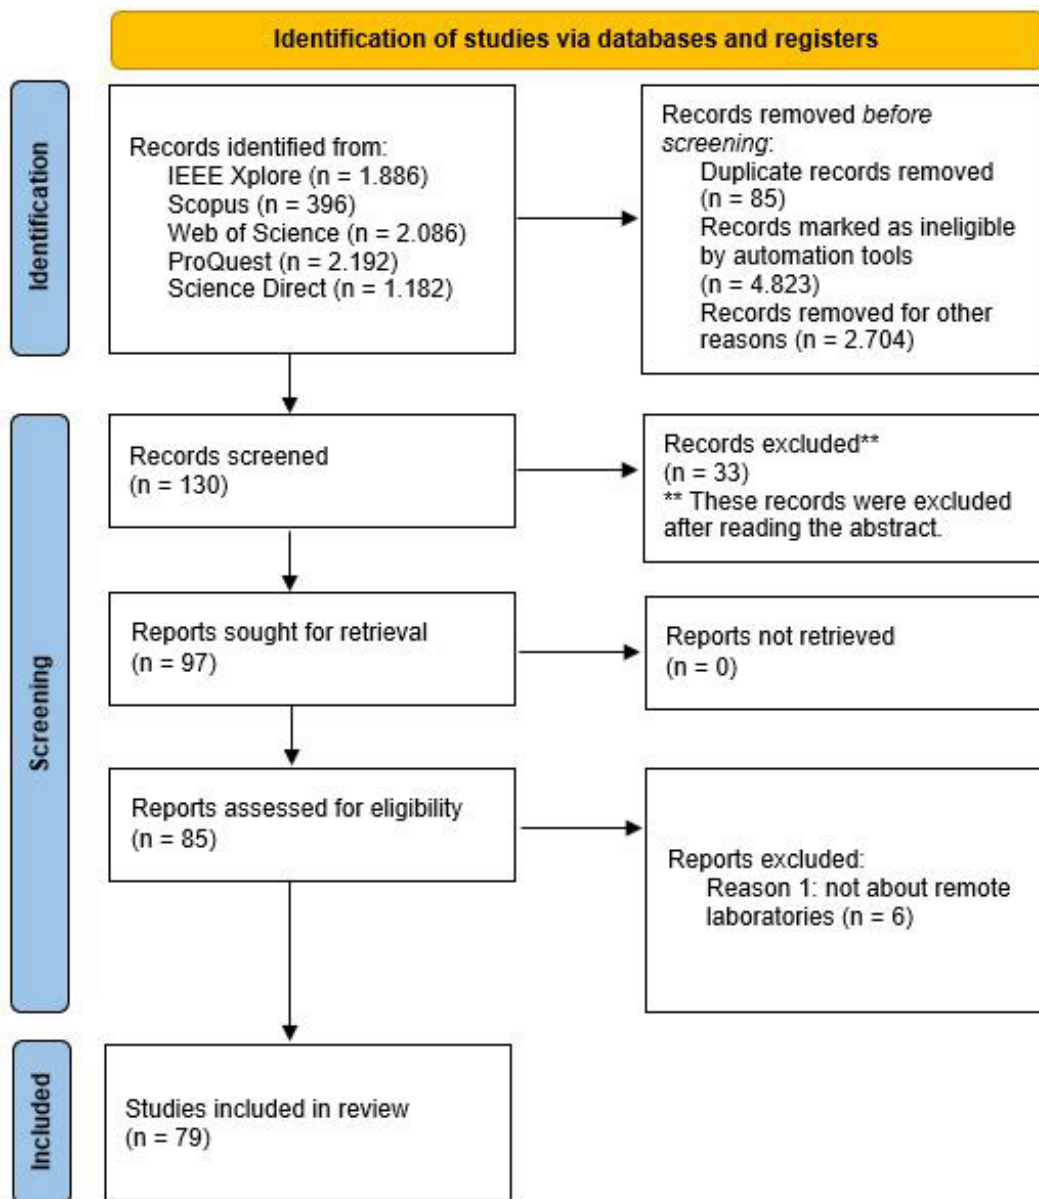 Identification of studies via databases and registers
Identification
Records identified from:
IEEE Xplore (n = 1.886)
Scopus (n = 396)
Web of Science (n = 2.086)
ProQuest (n = 2.192)
Science Direct (n = 1.182)
Records removed before
screening:
Duplicate records removed
(n = 85)
Records marked as ineligible
by automation tools
(n = 4.823)
Records removed for other
reasons (n = 2.704)
Screening
Records screened
(n = 130)
Records excluded**
(n = 33)
** These records were excluded
after reading the abstract.
Reports sought for retrieval
(n = 97)
Reports not retrieved
(n = 0)
Reports assessed for eligibility
(n = 85)
Reports excluded:
Reason 1: not about remote
laboratories (n = 6)
Included
Studies included in review
(n = 79)